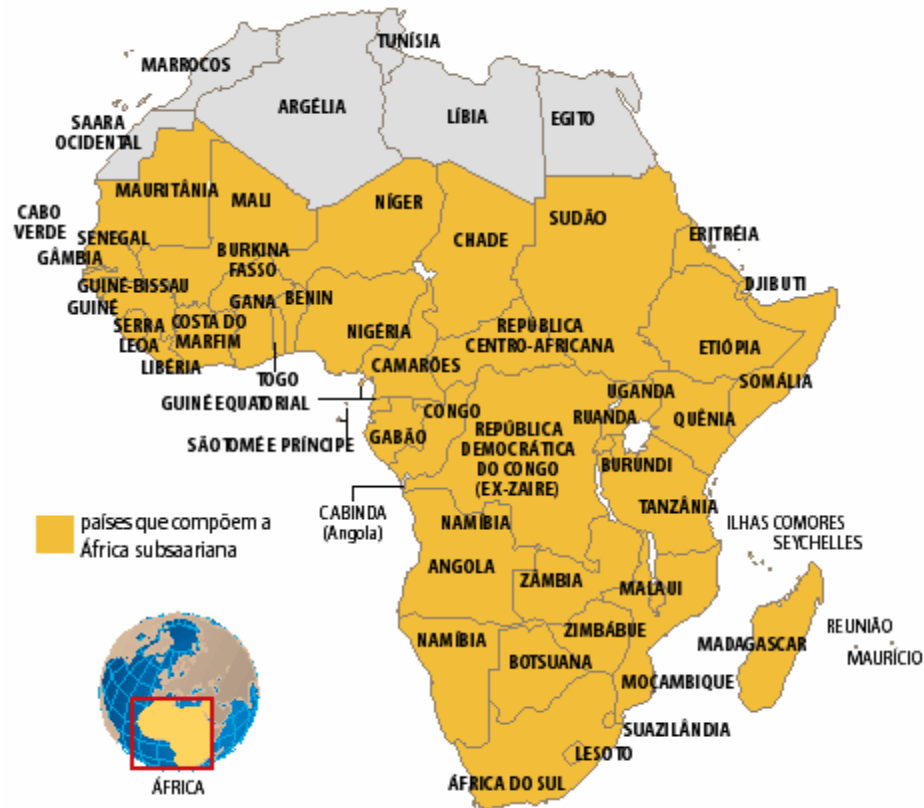 TUNÍSIA
MARROCOS
ARGÉLIA
LÍBIA
EGITO
SAARA
OCIDENTAL
MAURITÂNIA
MALI
NÍGER
CHADE
SUDÃO
ERITRÉIA
CABO
VERDE
SENEGAL
GÂMBIA
BURKINA
FASSO
DJIBUTI
GUINÉ-BISSAU
GUINÉ
GANA
BENIN
SERRA
LEOA
COSTA DO
MARFIM
NIGÉRIA
REPÚBLICA
CENTRO-AFRICANA
ETIÓPIA
LIBÉRIA
TOGO
CAMARÕES
SOMÁLIA
GUINÉ EQUATORIAL
CONGO
UGANDA
RUANDA
QUÊNIA
SÃO TOMÉ E PRÍNCIPE
GABÃO
REPÚBLICA
DEMOCRÁTICA
DO CONGO
(EX-ZAIRE)
BURUNDI
TANZÂNIA
CABINDA
(Angola)
NAMÍBIA
ILHAS COMORES
SEYCHELLES
países que compõem a
África subsaariana
ANGOLA
ZÂMBIA
MALAUI
NAMÍBIA
ZIMBÁBUE
MADAGASCAR
REUNIÃO
MAURÍCIO
BOTSUANA
MOÇAMBIQUE
SUAZILÂNDIA
LESOTO
ÁFRICA DO SUL
ÁFRICA